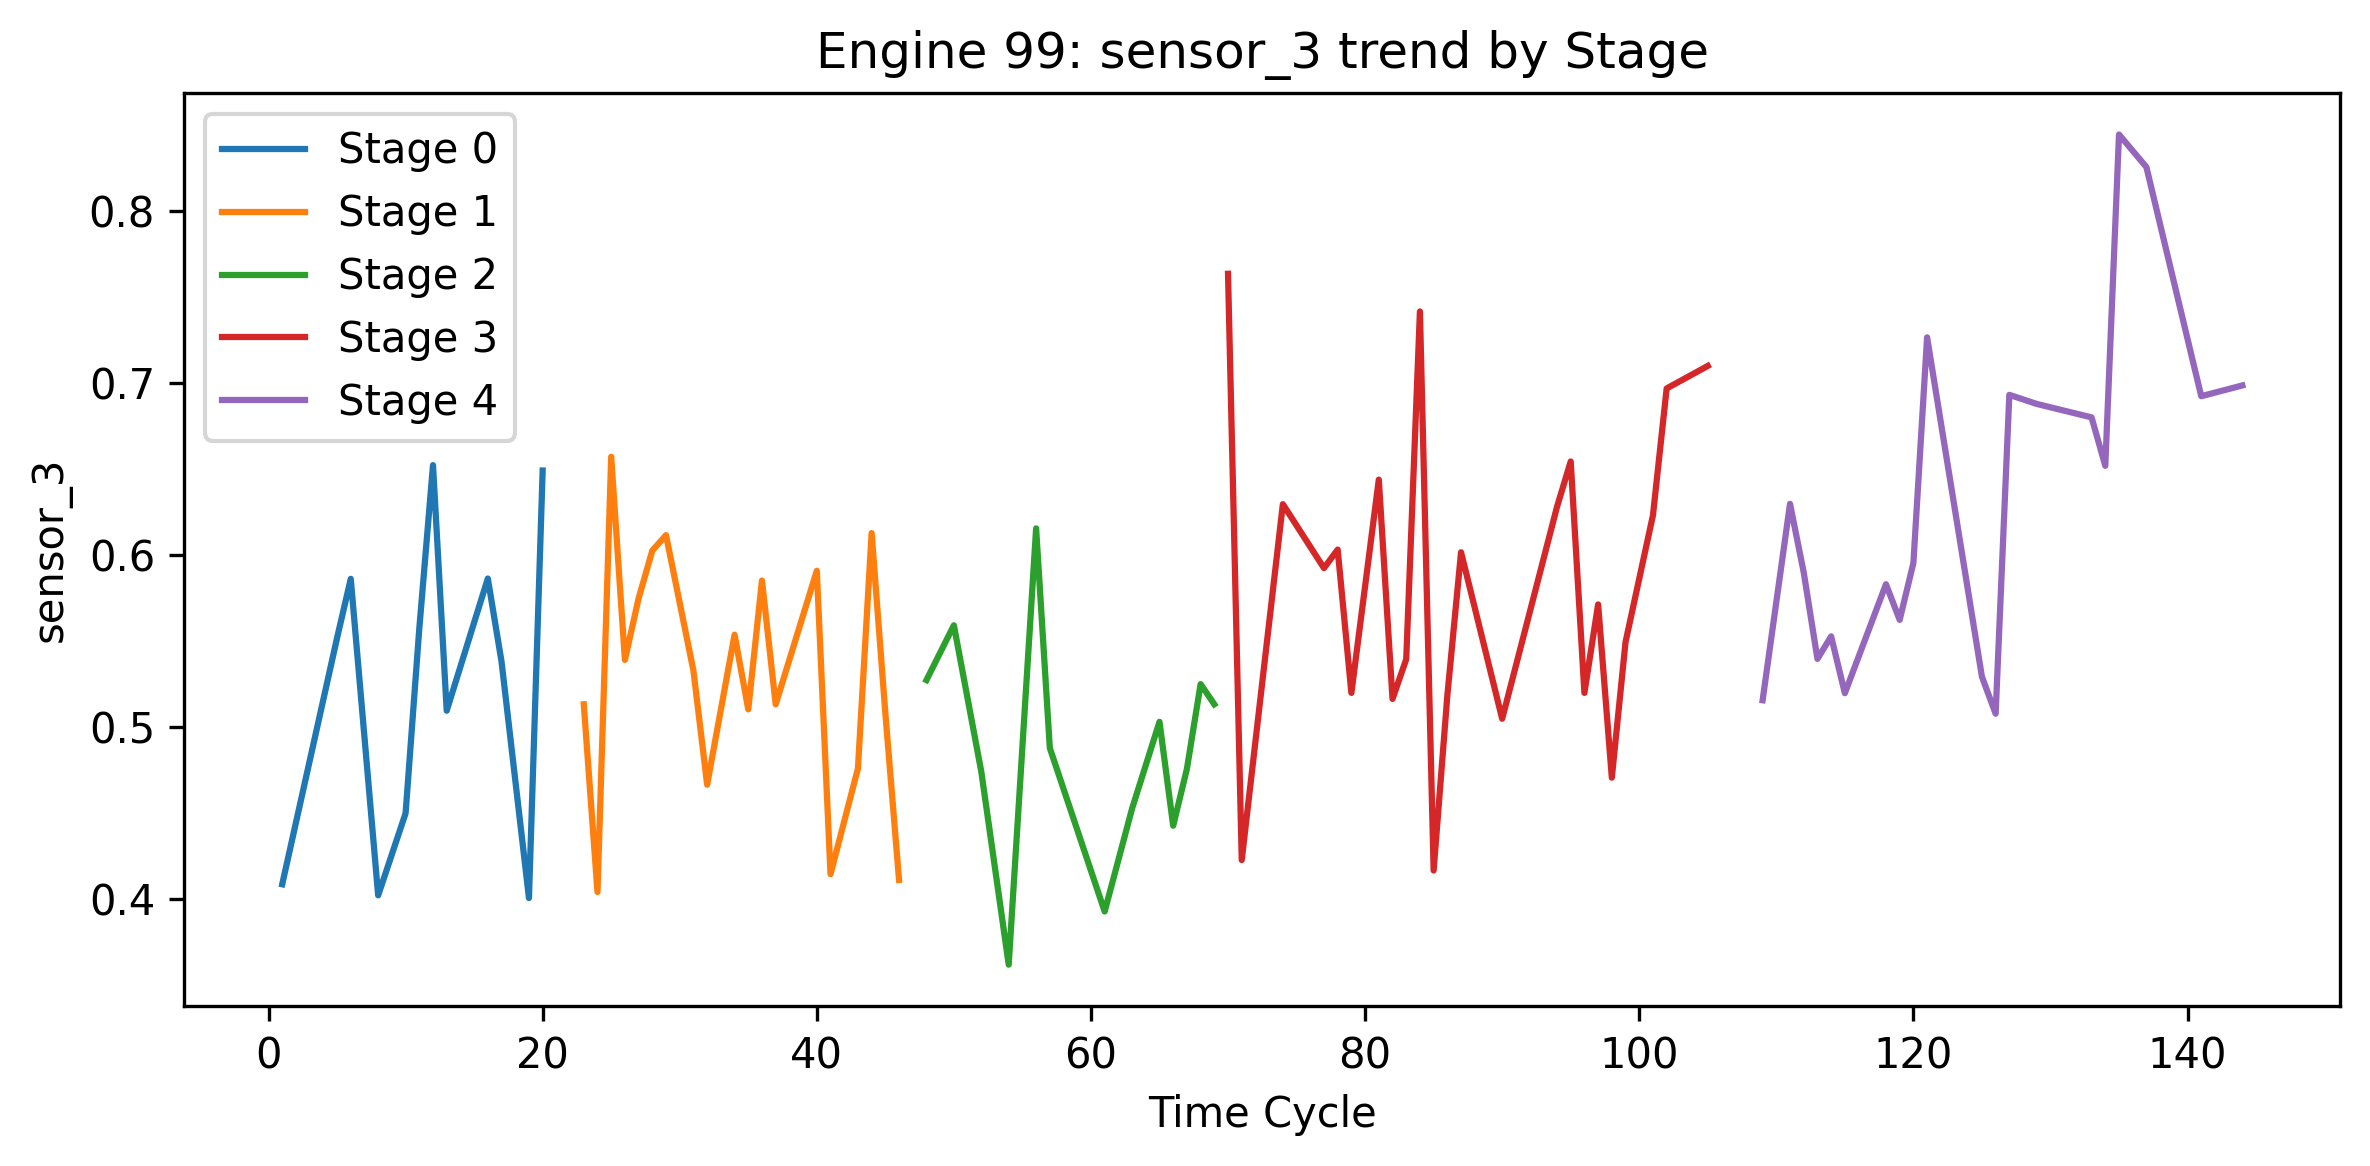 Engine 99: sensor_3 trend by Stage
Stage 0
Stage 1
Stage 2
Stage 3
Stage 4
sensor_3
0.8
0.7
0.6
0.5
0.4
0 20 40 60 80 100 120 140
Time Cycle